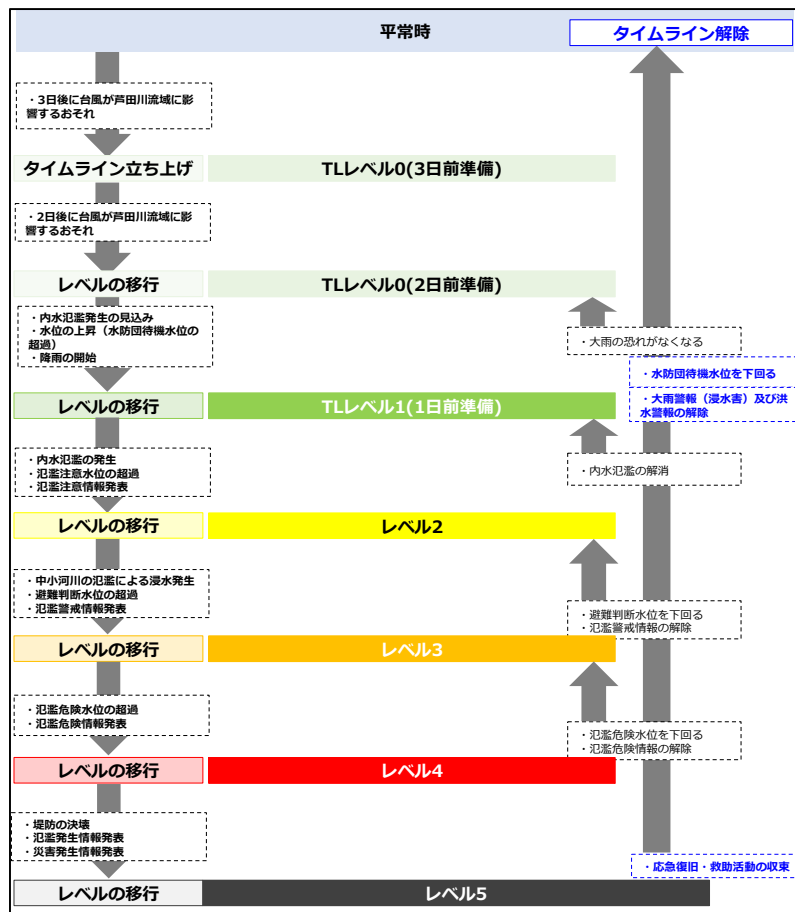 平常時
タイムライン解除
・3日後に台風が芦田川流域に影
響するおそれ
タイムライン立ち上げ
TLレベル0(3日前準備)
・2日後に台風が芦田川流域に影
響するおそれ
レベルの移行
TLレベル0(2日前準備)
・内水氾濫発生の見込み
・水位の上昇（水防団待機水位の
超過）
・降雨の開始
・大雨の恐れがなくなる
・水防団待機水位を下回る
・大雨警報（浸水害）及び洪
水警報の解除
レベルの移行
TLレベル1(1日前準備)
・内水氾濫の発生
・氾濫注意水位の超過
・氾濫注意情報発表
・内水氾濫の解消
レベルの移行
レベル2
・中小河川の氾濫による浸水発生
・避難判断水位の超過
・氾濫警戒情報発表
・避難判断水位を下回る
・氾濫警戒情報の解除
レベルの移行
レベル3
・氾濫危険水位の超過
・氾濫危険情報発表
・氾濫危険水位を下回る
・氾濫危険情報の解除
レベルの移行
レベル4
・堤防の決壊
・氾濫発生情報発表
・災害発生情報発表
・応急復旧・救助活動の収束
レベルの移行
レベル5